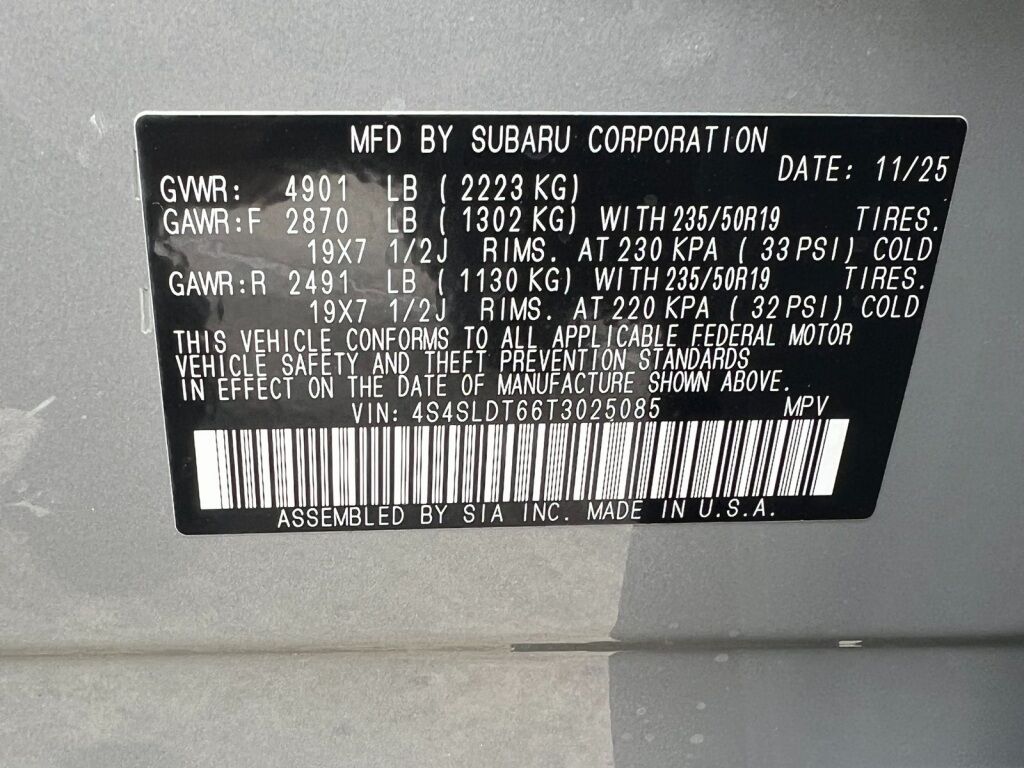 MFD BY SUBARU CORPORATION
DATE: 11/25
GVWR: 4901 LB ( 2223 KG)
GAWR:F 2870 LB ( 1302 KG) WITH 235/50R19 TIRES.
19X7 1/2J RIMS. AT 230 KPA ( 33 PSI) COLD
GAWR:R 2491 LB ( 1130 KG) WITH 235/50R19 TIRES.
19X7 1/2J RIMS. AT 220 KPA ( 32 PSI) COLD
THIS VEHICLE CONFORMS TO ALL APPLICABLE FEDERAL MOTOR
VEHICLE SAFETY AND THEFT PREVENTION STANDARDS
IN EFFECT ON THE DATE OF MANUFACTURE SHOWN ABOVE.
VIN: 4S4SLDT66T3025085 MPV
ASSEMBLED BY SIA INC. MADE IN U.S.A.